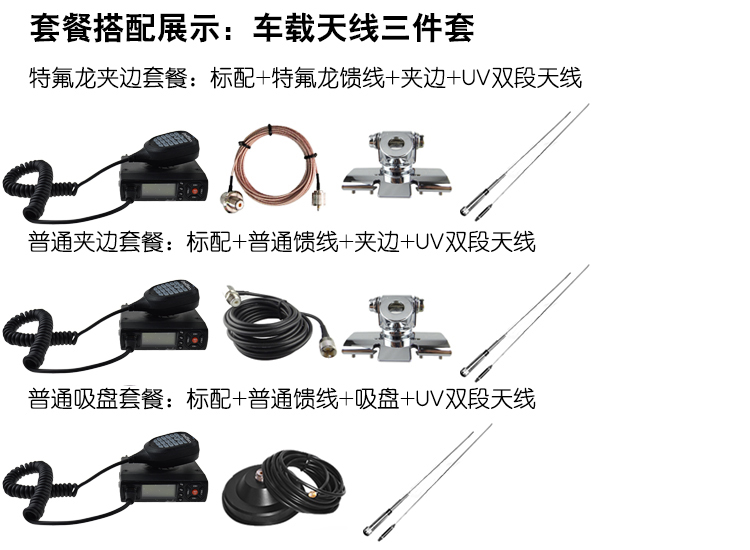 套餐搭配展示：车载天线三件套
特氟龙夹边套餐：标配+特氟龙馈线+夹边+UV双段天线
普通夹边套餐：标配+普通馈线+夹边+UV双段天线
普通吸盘套餐：标配+普通馈线+吸盘+UV双段天线